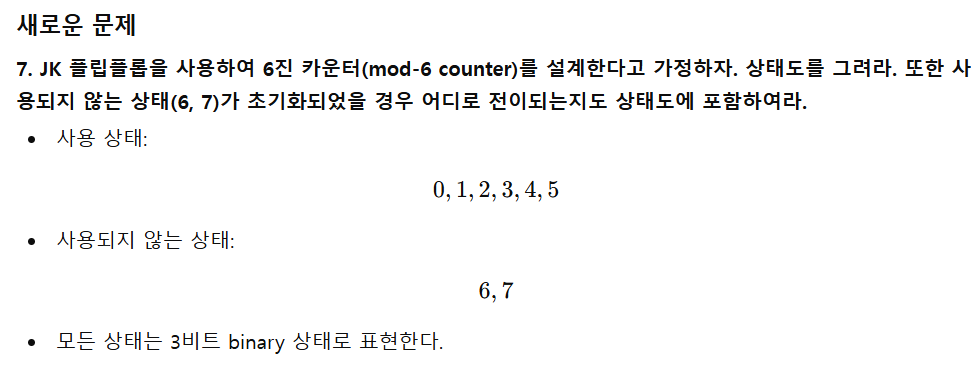 새로운 문제
7. JK 플립플롭을 사용하여 6진 카운터(mod-6 counter)를 설계한다고 가정하자. 상태도를 그려라. 또한 사
용되지 않는 상태(6, 7)가 초기화되었을 경우 어디로 전이되는지도 상태도에 포함하여라.
• 사용 상태:
0, 1, 2, 3, 4, 5
• 사용되지 않는 상태:
6, 7
• 모든 상태는 3비트 binary 상태로 표현한다.